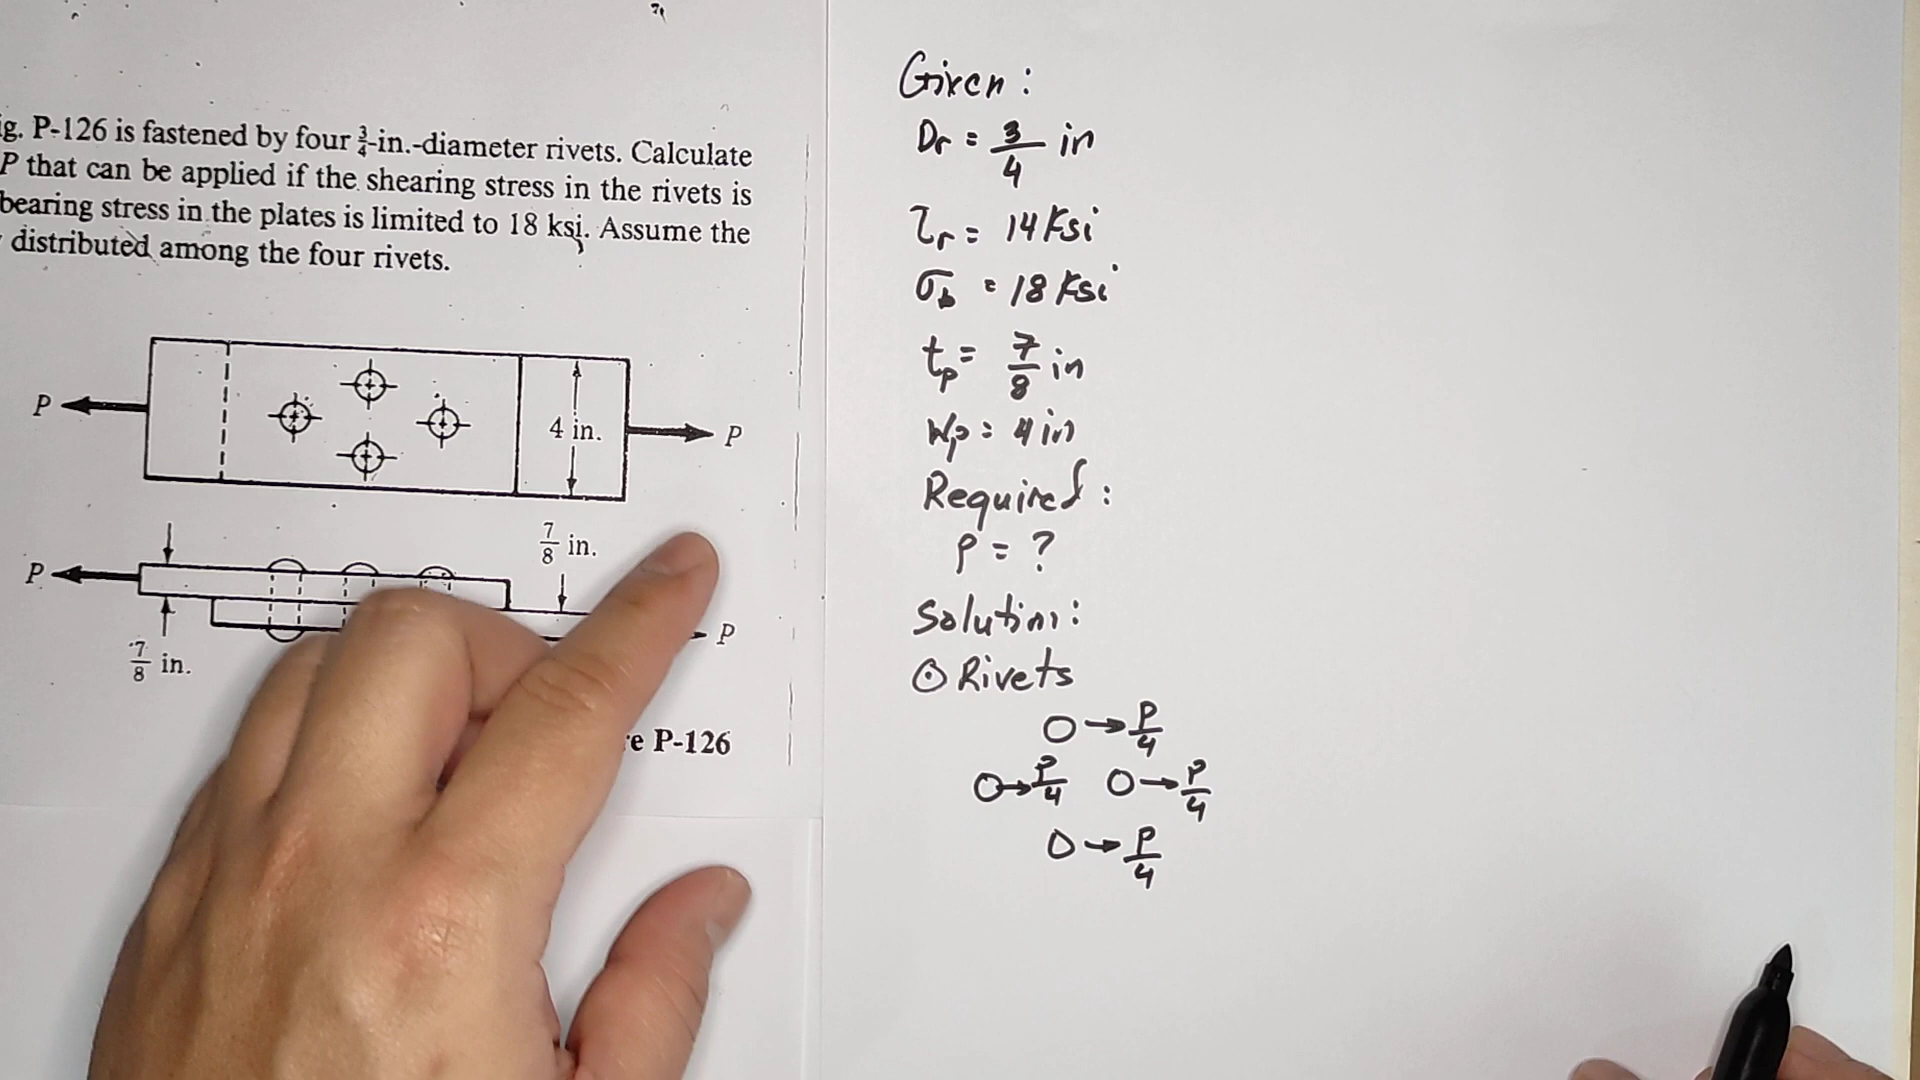 ig. P-126 is fastened by four 3/4-in.-diameter rivets. Calculate
P that can be applied if the shearing stress in the rivets is
bearing stress in the plates is limited to 18 ksi. Assume the
distributed among the four rivets.
P
4 in.
P
7/8 in.
P
P
7/8 in.
e P-126
Given:
Dr = 3/4 in
τr = 14 Ksi
σb = 18 Ksi
tp = 7/8 in
Wp = 4 in
Required:
P = ?
Solution:
⊙ Rivets
O → P/4
O → P/4 O → P/4
O → P/4